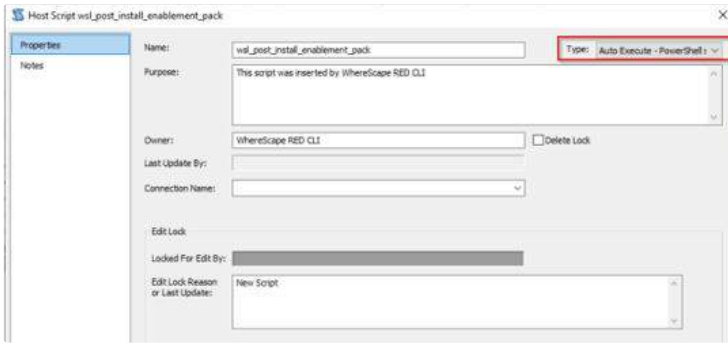 Host Script wsl_post_install_enablement_pack
Properties
Notes
Name: wsl_post_install_enablement_pack
Type: Auto Execute - PowerShell
Purpose: This script was inserted by WhereScape RED CLI
Owner: WhereScape RED CLI
Delete Lock
Last Update By:
Connection Name:
Edit Lock
Locked For Edit By:
Edit Lock Reason
or Last Update:
New Script